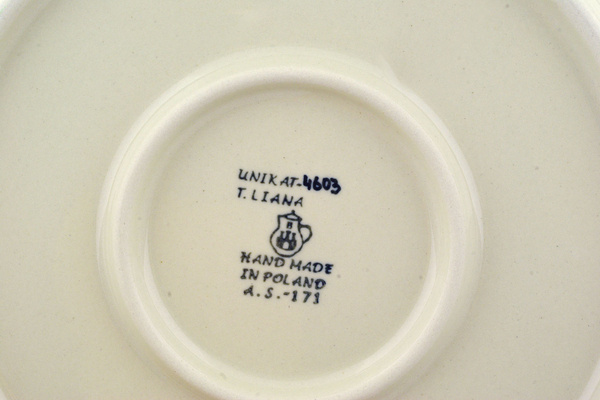 UNIKAT-4603
T. LIANA
B
HAND MADE
IN POLAND
A.S.-171